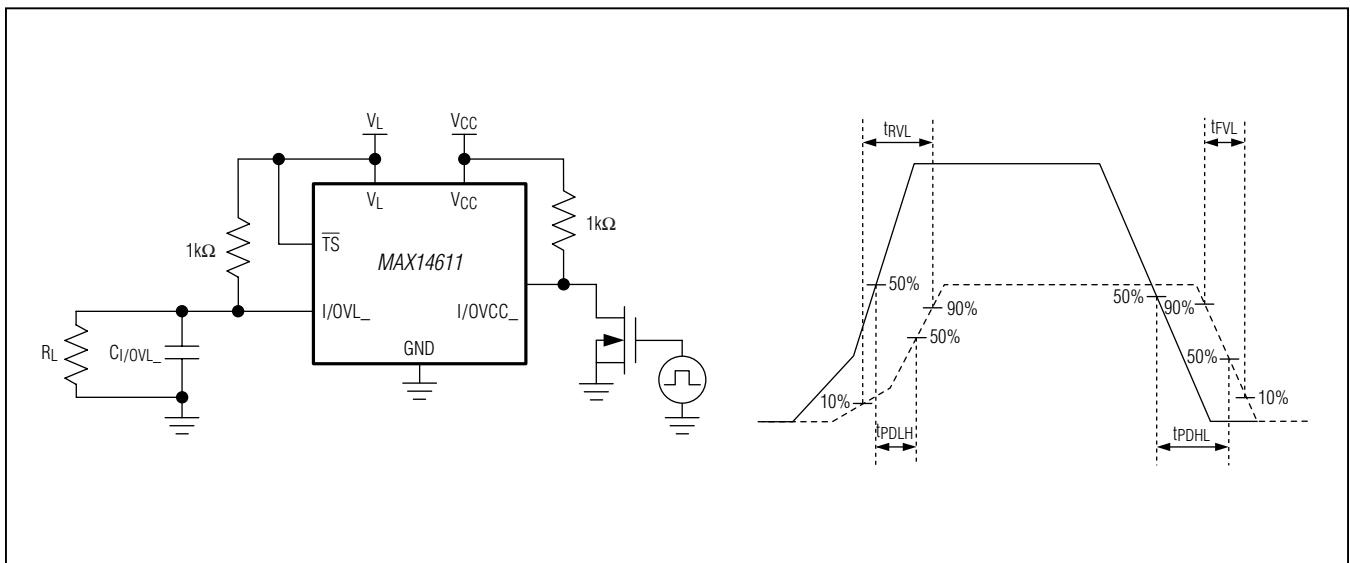 VL
VCC
VL
VCC
1kΩ
1kΩ
TS
MAX14611
I/OVL_
I/OVCC_
GND
RL
CI/OVL_
tRVL
tFVL
50%
90%
50%
10%
tPDLH
50%
90%
50%
10%
tPDHL